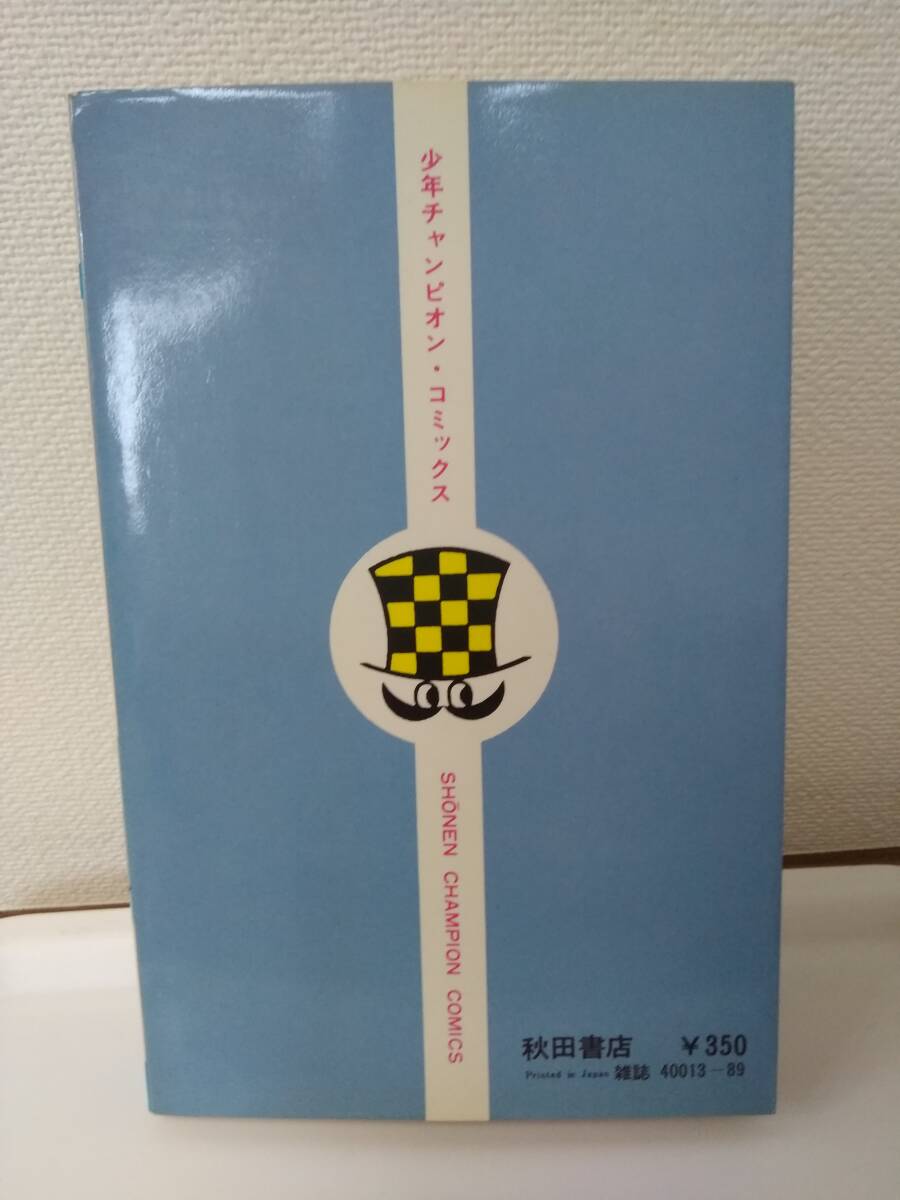 少年チャンピオン・コミックス
SHŌNEN CHAMPION COMICS
秋田書店 ¥350
Printed in Japan 雑誌 40013-89